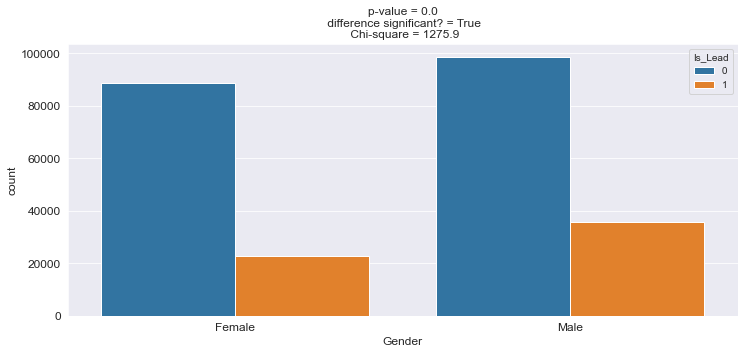 p-value = 0.0
difference significant? = True
Chi-square = 1275.9
Is_Lead
0
1
100000
80000
60000
40000
20000
0
count
Female
Male
Gender